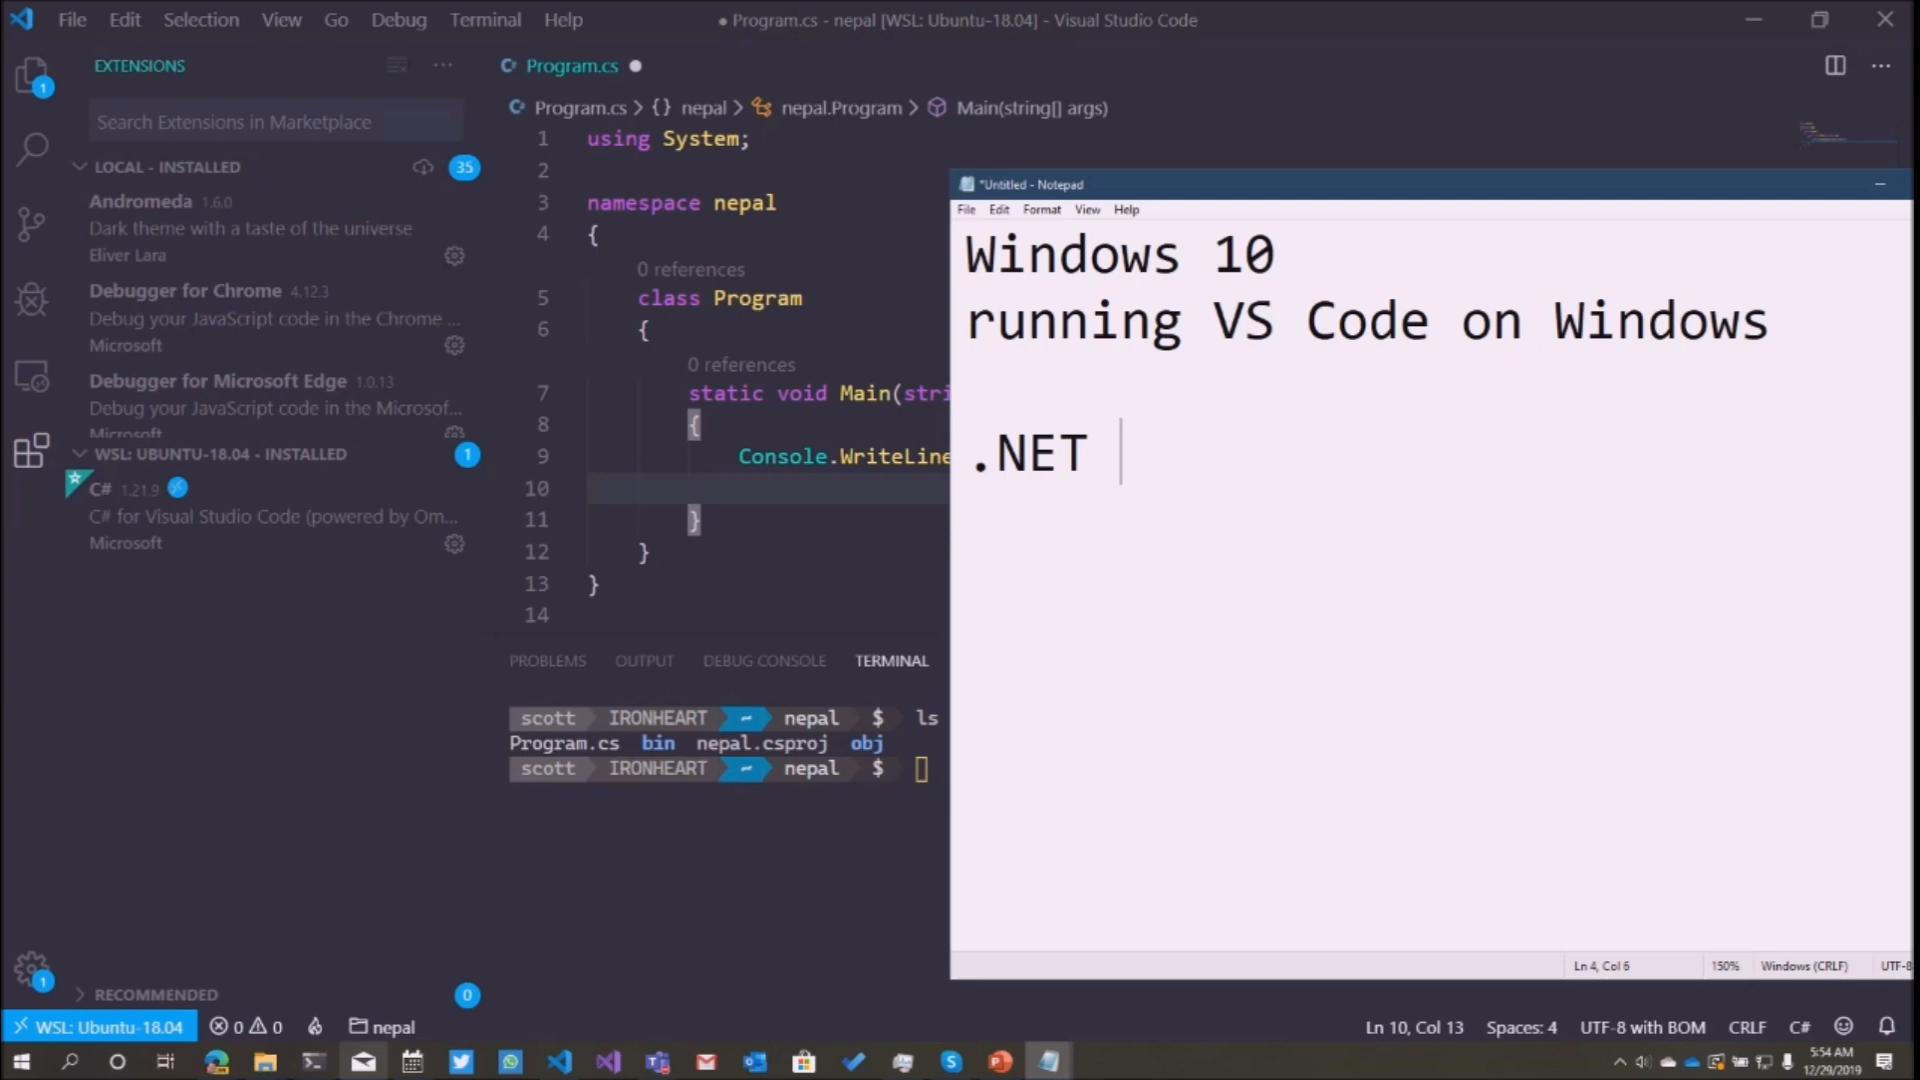 File Edit Selection View Go Debug Terminal Help
● Program.cs - nepal [WSL: Ubuntu-18.04] - Visual Studio Code
EXTENSIONS
Search Extensions in Marketplace
LOCAL - INSTALLED 35
Andromeda 1.6.0
Dark theme with a taste of the universe
Eliver Lara
Debugger for Chrome 4.12.3
Debug your JavaScript code in the Chrome ...
Microsoft
Debugger for Microsoft Edge 1.0.13
Debug your JavaScript code in the Microsof...
Microsoft
WSL: UBUNTU-18.04 - INSTALLED 1
C# 1.21.9
C# for Visual Studio Code (powered by Om...
Microsoft
RECOMMENDED 0
1
1
Program.cs
Program.cs > {} nepal > nepal.Program > Main(string[] args)
1 using System;
2
3 namespace nepal
4 {
0 references
5 class Program
6 {
0 references
7 static void Main(stri
8 {
9 Console.WriteLine
10
11 }
12 }
13 }
14
PROBLEMS OUTPUT DEBUG CONSOLE TERMINAL
scott IRONHEART ~ nepal $ ls
Program.cs bin nepal.csproj obj
scott IRONHEART ~ nepal $
*Untitled - Notepad
File Edit Format View Help
Windows 10
running VS Code on Windows
.NET
Ln 4, Col 6 150% Windows (CRLF) UTF-8
WSL: Ubuntu-18.04 0 0 nepal
Ln 10, Col 13 Spaces: 4 UTF-8 with BOM CRLF C#
5:54 AM
12/29/2019